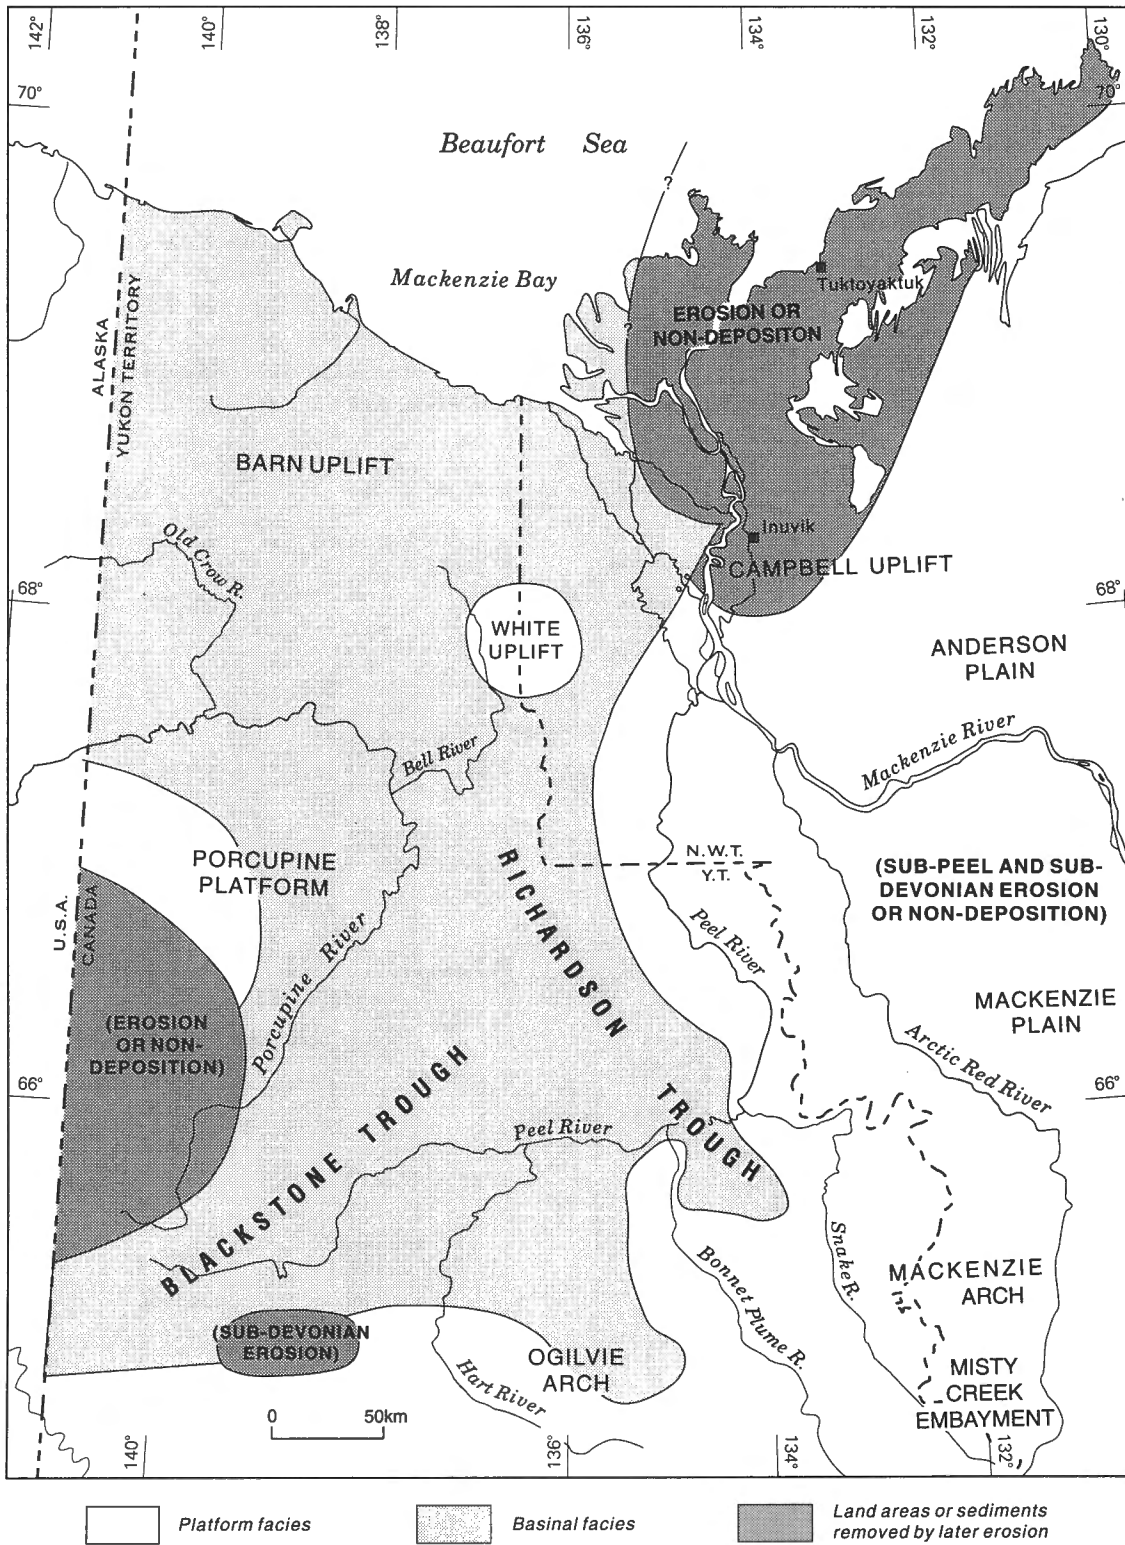 142°
140°
138°
136°
134°
132°
130°
70°
70°
Beaufort Sea
?
Mackenzie Bay
Tuktoyaktuk
EROSION OR
NON-DEPOSITON
?
ALASKA
YUKON TERRITORY
BARN UPLIFT
Old Crow R.
Inuvik
CAMPBELL UPLIFT
68°
68°
WHITE
UPLIFT
ANDERSON
PLAIN
Mackenzie River
Bell River
PORCUPINE
PLATFORM
N.W.T.
Y.T.
(SUB-PEEL AND SUB-
DEVONIAN EROSION
OR NON-DEPOSITION)
U.S.A.
CANADA
RICHARDSON TROUGH
Peel River
Porcupine River
MACKENZIE
PLAIN
(EROSION
OR NON-
DEPOSITION)
Arctic Red River
66°
66°
BLACKSTONE TROUGH
Peel River
Snake R.
Bonnet Plume R.
MACKENZIE
ARCH
(SUB-DEVONIAN
EROSION)
OGILVIE
ARCH
Hart River
MISTY
CREEK
EMBAYMENT
0 50km
140°
136°
134°
132°
Platform facies
Basinal facies
Land areas or sediments
removed by later erosion